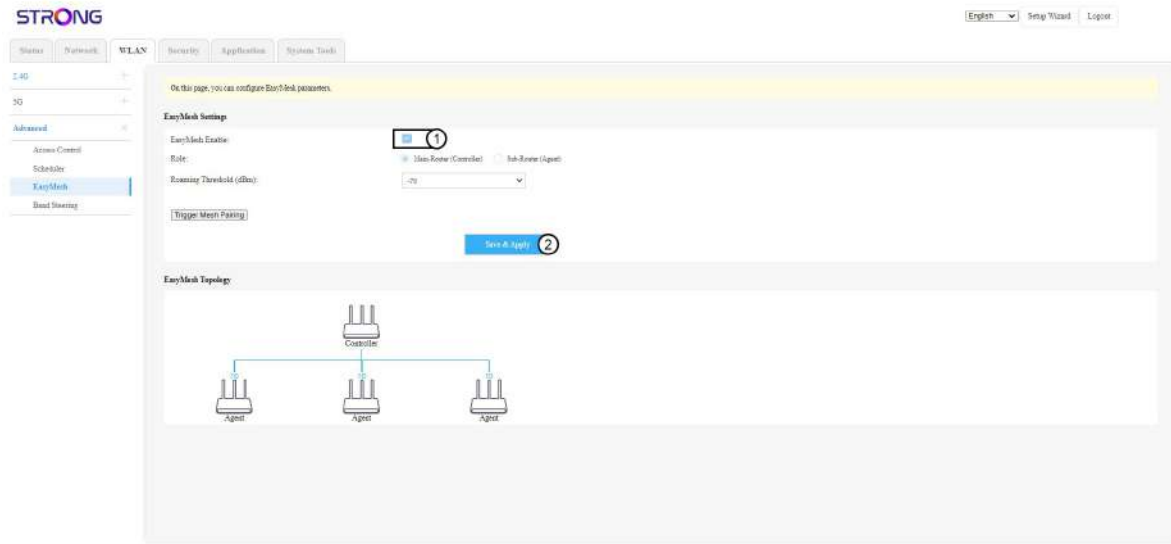 STRONG
English Setup Wizard Logout
Status Network WLAN Security Application System Tools
2.4G
5G
Advanced
Access Control
Scheduler
EasyMesh
Band Steering
On this page, you can configure EasyMesh parameters.
EasyMesh Settings
EasyMesh Enable: 1
Role: Main-Router (Controller) Sub-Router (Agent)
Roaming Threshold (dBm): -70
Trigger Mesh Pairing
Save & Apply 2
EasyMesh Topology
Controller
5G 5G 5G
Agent Agent Agent